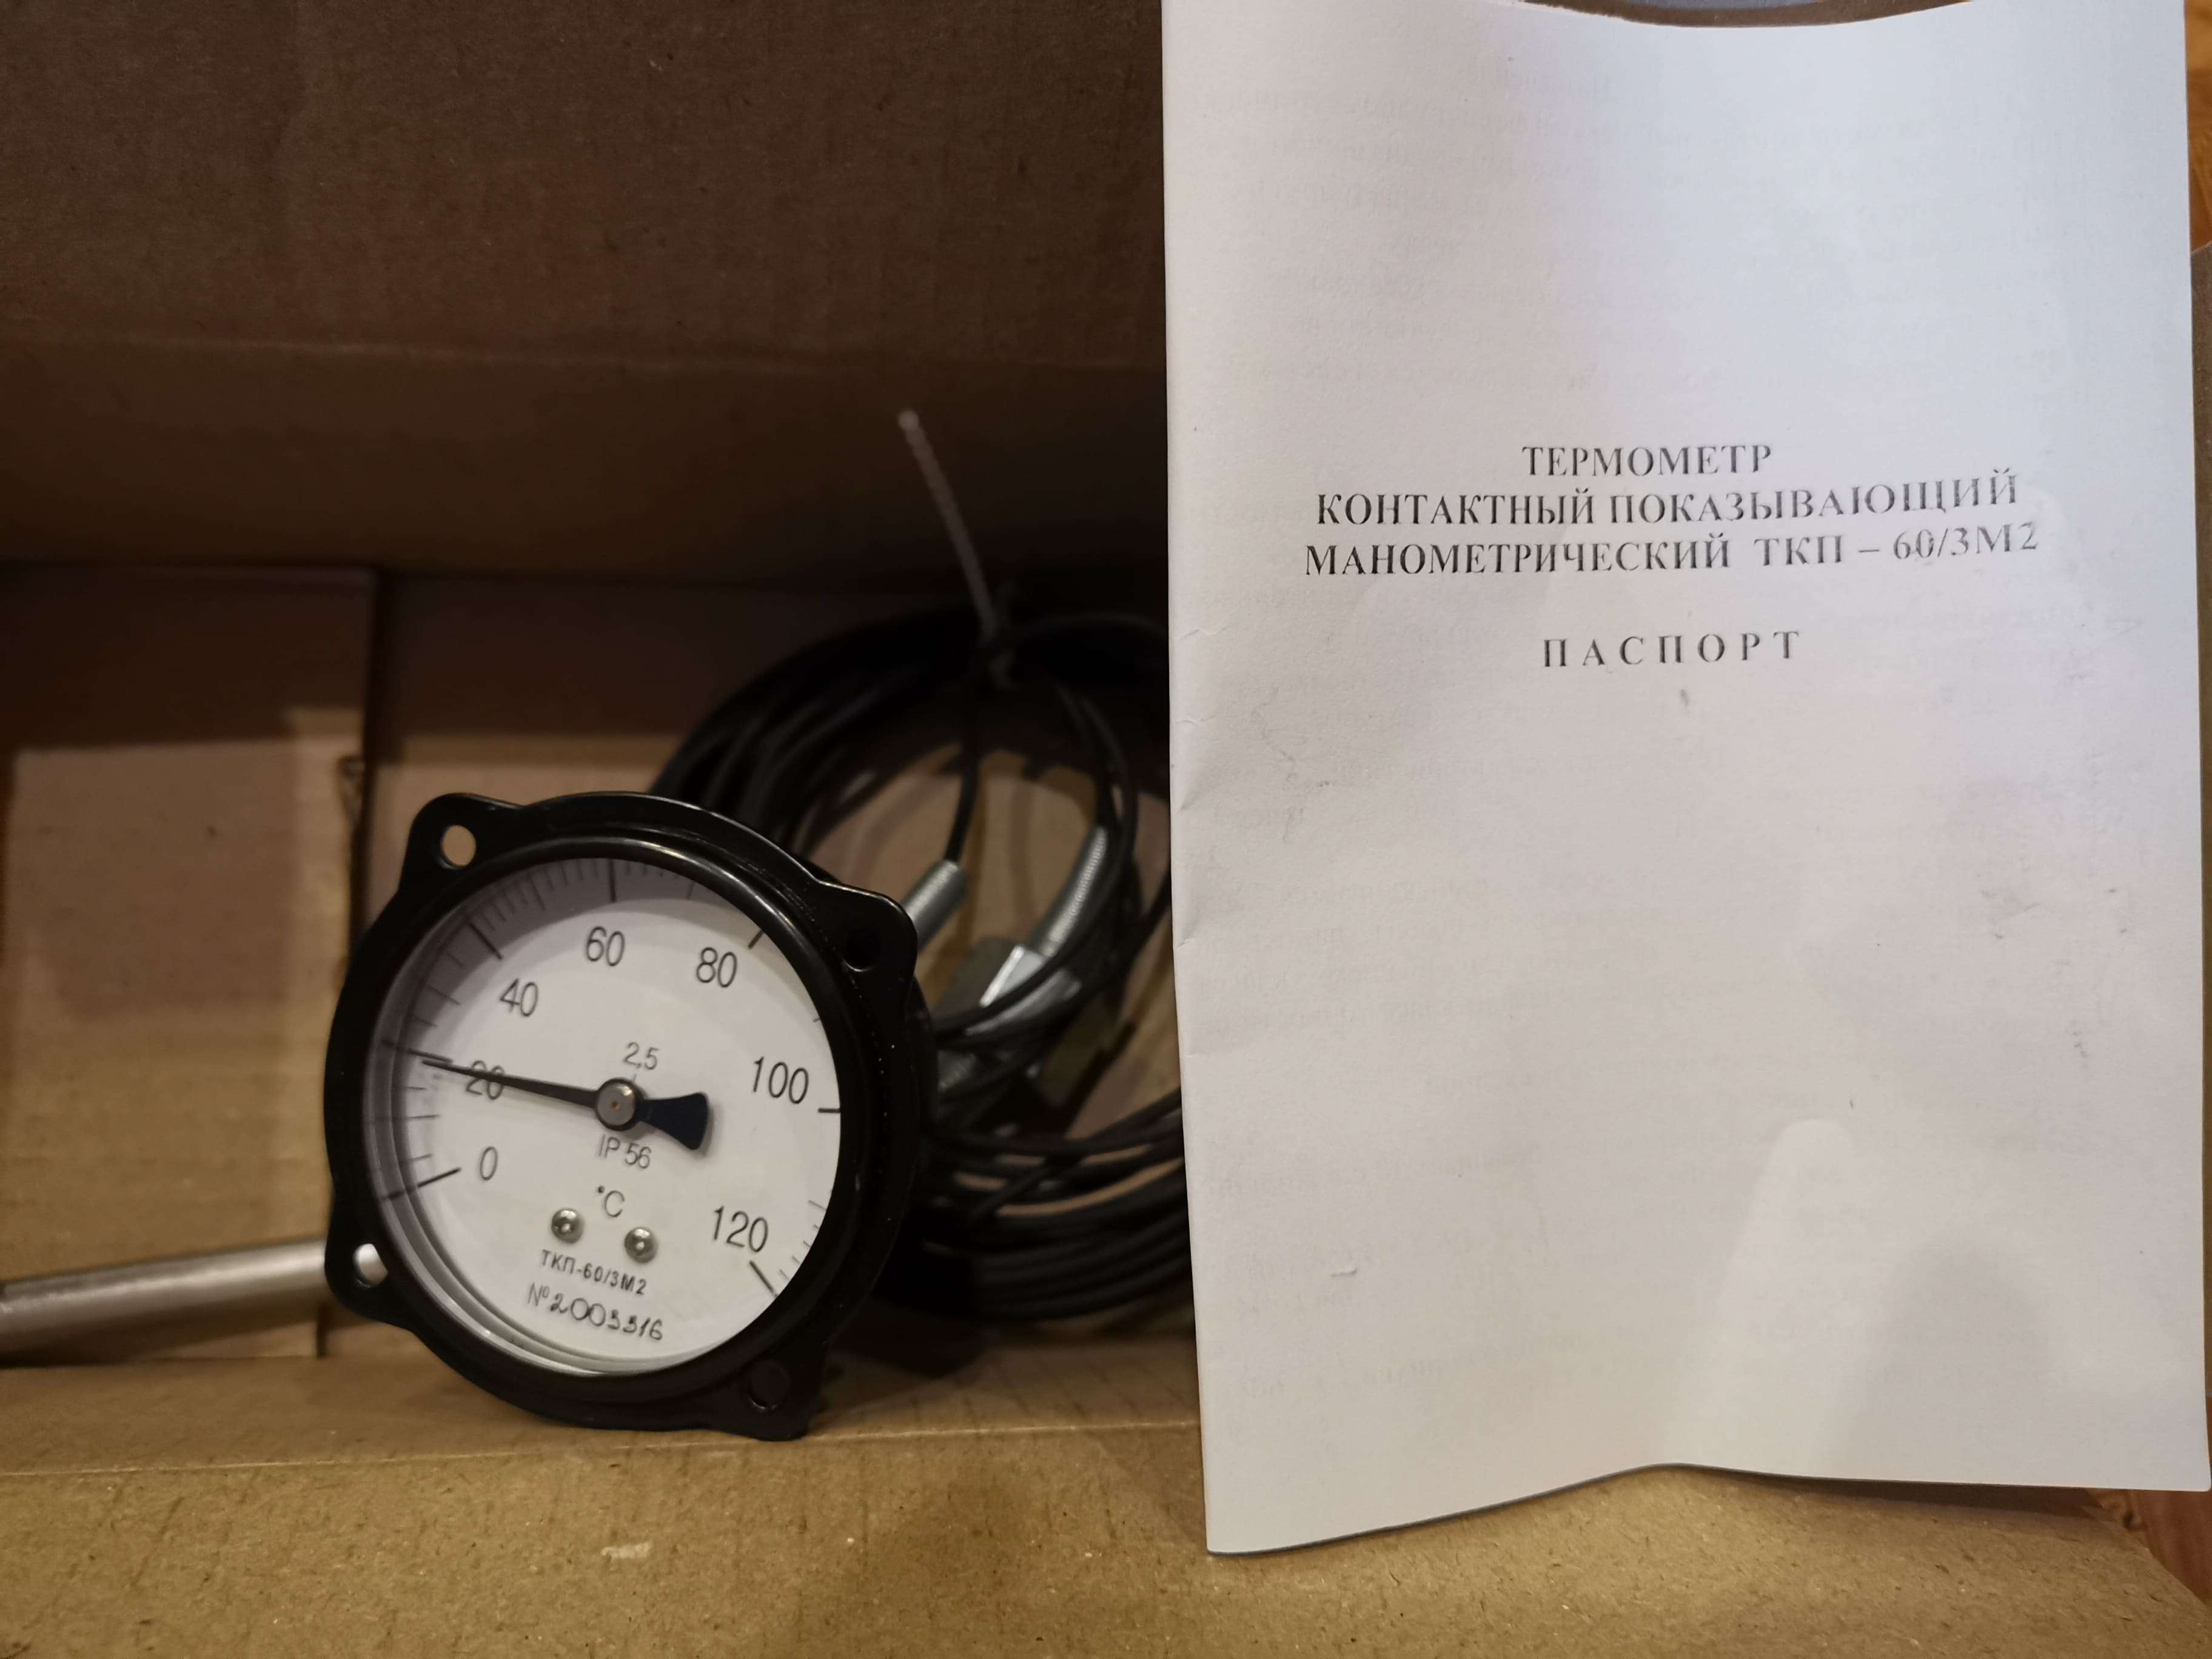 ТЕРМОМЕТР
КОНТАКТНЫЙ ПОКАЗЫВАЮЩИЙ
МАНОМЕТРИЧЕСКИЙ ТКП – 60/3М2
ПАСПОРТ
0
20
40
60
80
100
120
2,5
IP 56
°C
ТКП-60/3М2
№2003316